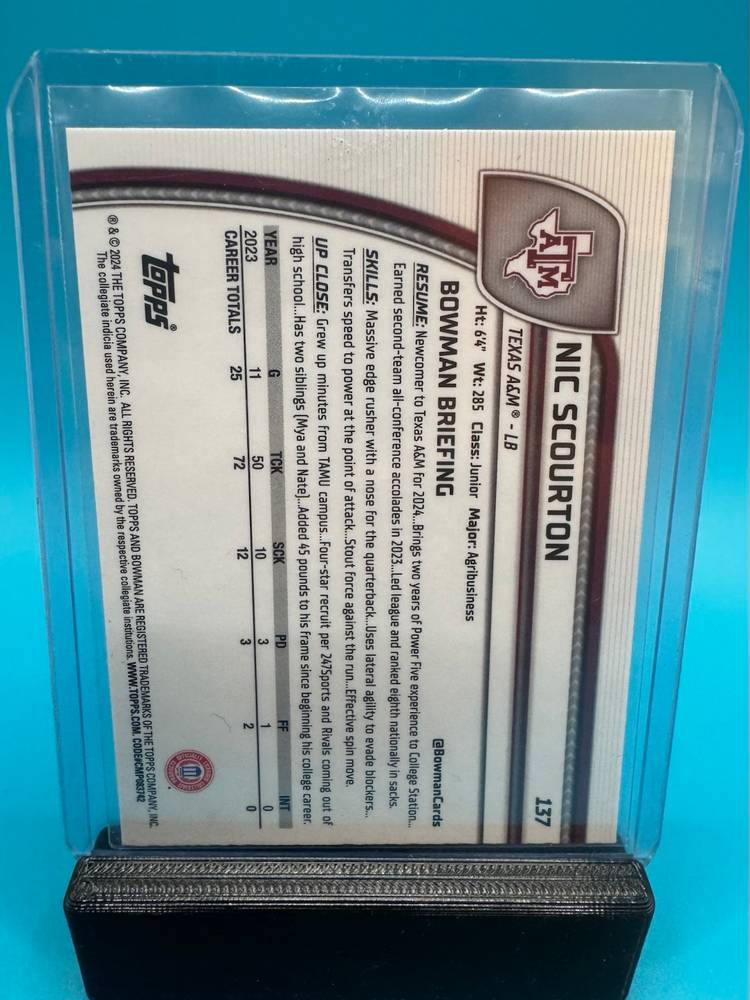 ATM
NIC SCOURTON
137
TEXAS A&M® - LB
Ht: 6'4" Wt: 285 Class: Junior Major: Agribusiness
@BowmanCards
BOWMAN BRIEFING
RESUME: Newcomer to Texas A&M for 2024...Brings two years of Power Five experience to College Station...
Earned second-team all-conference accolades in 2023...Led league and ranked eighth nationally in sacks.
SKILLS: Massive edge rusher with a nose for the quarterback...Uses lateral agility to evade blockers...
Transfers speed to power at the point of attack...Stout force against the run...Effective spin move.
UP CLOSE: Grew up minutes from TAMU campus...Four-star recruit per 247Sports and Rivals coming out of
high school...Has two siblings (Mya and Nate)...Added 45 pounds to his frame since beginning his college career.
YEAR G TCK SCK PD FF INT
2023 11 50 10 3 1 0
CAREER TOTALS 25 72 12 3 2 0
topps®
® & © 2024 THE TOPPS COMPANY, INC. ALL RIGHTS RESERVED. TOPPS AND BOWMAN ARE REGISTERED TRADEMARKS OF THE TOPPS COMPANY, INC.
The collegiate indicia used herein are trademarks owned by the respective collegiate institutions. WWW.TOPPS.COM. CODE#CMP083742